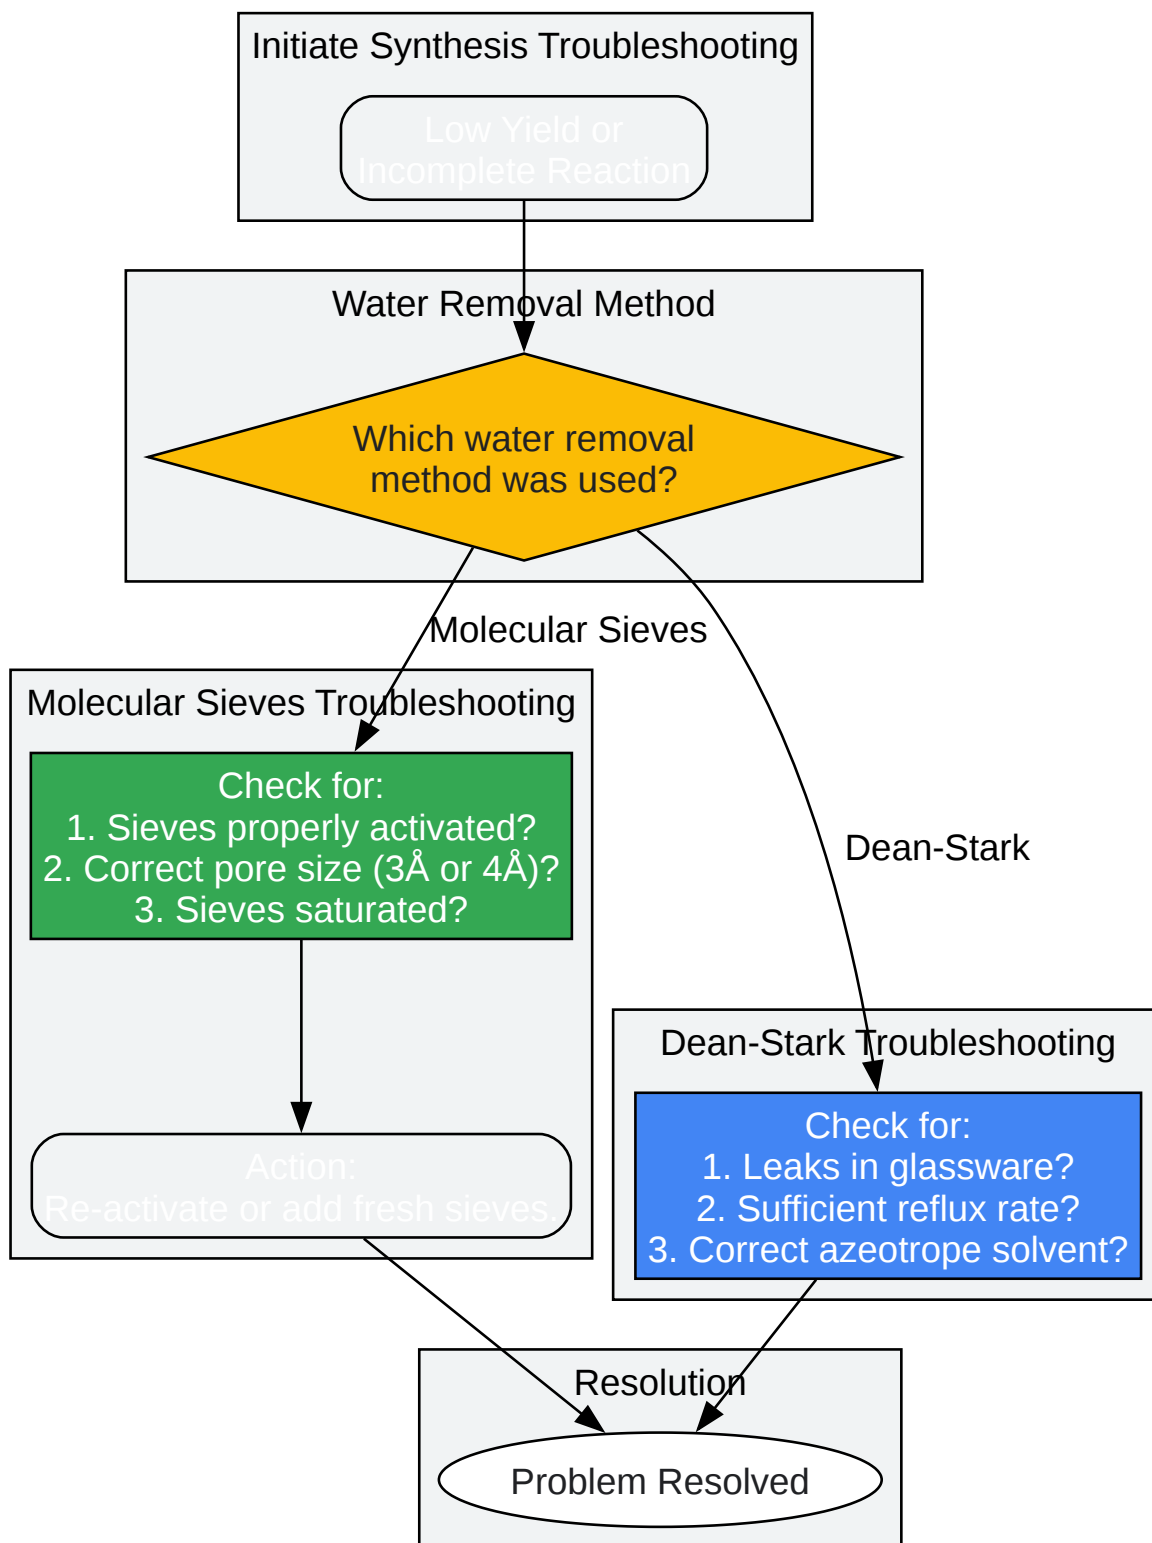 Initiate Synthesis Troubleshooting
Low Yield or
Incomplete Reaction
Water Removal Method
Which water removal
method was used?
Molecular Sieves
Molecular Sieves Troubleshooting
Check for:
1. Sieves properly activated?
2. Correct pore size (3Å or 4Å)?
3. Sieves saturated?
Action:
Re-activate or add fresh sieves.
Dean-Stark
Dean-Stark Troubleshooting
Check for:
1. Leaks in glassware?
2. Sufficient reflux rate?
3. Correct azeotrope solvent?
Resolution
Problem Resolved